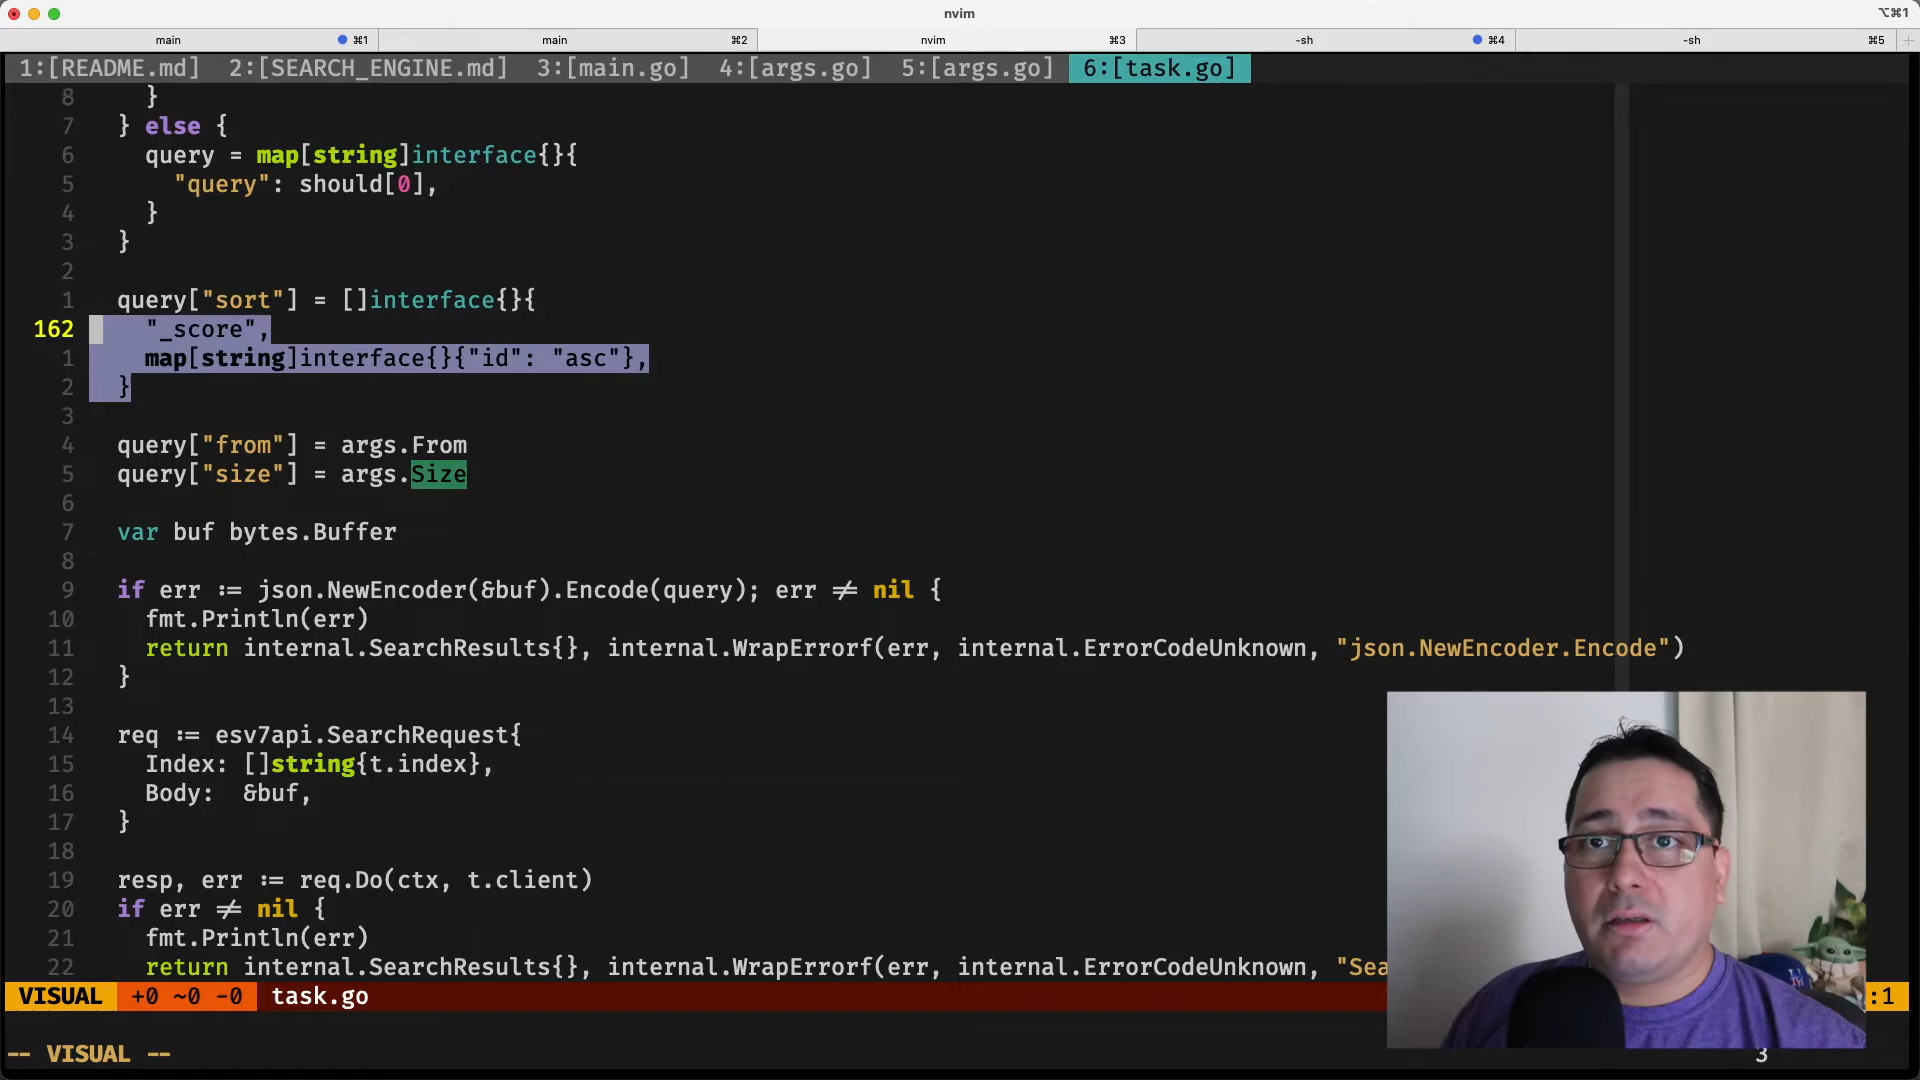 nvim
⌥⌘1
main ⌘1 main ⌘2 nvim ⌘3 -sh ⌘4 -sh ⌘5
1:[README.md] 2:[SEARCH_ENGINE.md] 3:[main.go] 4:[args.go] 5:[args.go] 6:[task.go]
8 }
7 } else {
6 query = map[string]interface{}{
5 "query": should[0],
4 }
3 }
2
1 query["sort"] = []interface{}{
162 "_score",
1 map[string]interface{}{"id": "asc"},
2 }
3
4 query["from"] = args.From
5 query["size"] = args.Size
6
7 var buf bytes.Buffer
8
9 if err := json.NewEncoder(&buf).Encode(query); err ≠ nil {
10 fmt.Println(err)
11 return internal.SearchResults{}, internal.WrapErrorf(err, internal.ErrorCodeUnknown, "json.NewEncoder.Encode")
12 }
13
14 req := esv7api.SearchRequest{
15 Index: []string{t.index},
16 Body: &buf,
17 }
18
19 resp, err := req.Do(ctx, t.client)
20 if err ≠ nil {
21 fmt.Println(err)
22 return internal.SearchResults{}, internal.WrapErrorf(err, internal.ErrorCodeUnknown, "Sea
VISUAL +0 ~0 -0 task.go :1
-- VISUAL -- 3